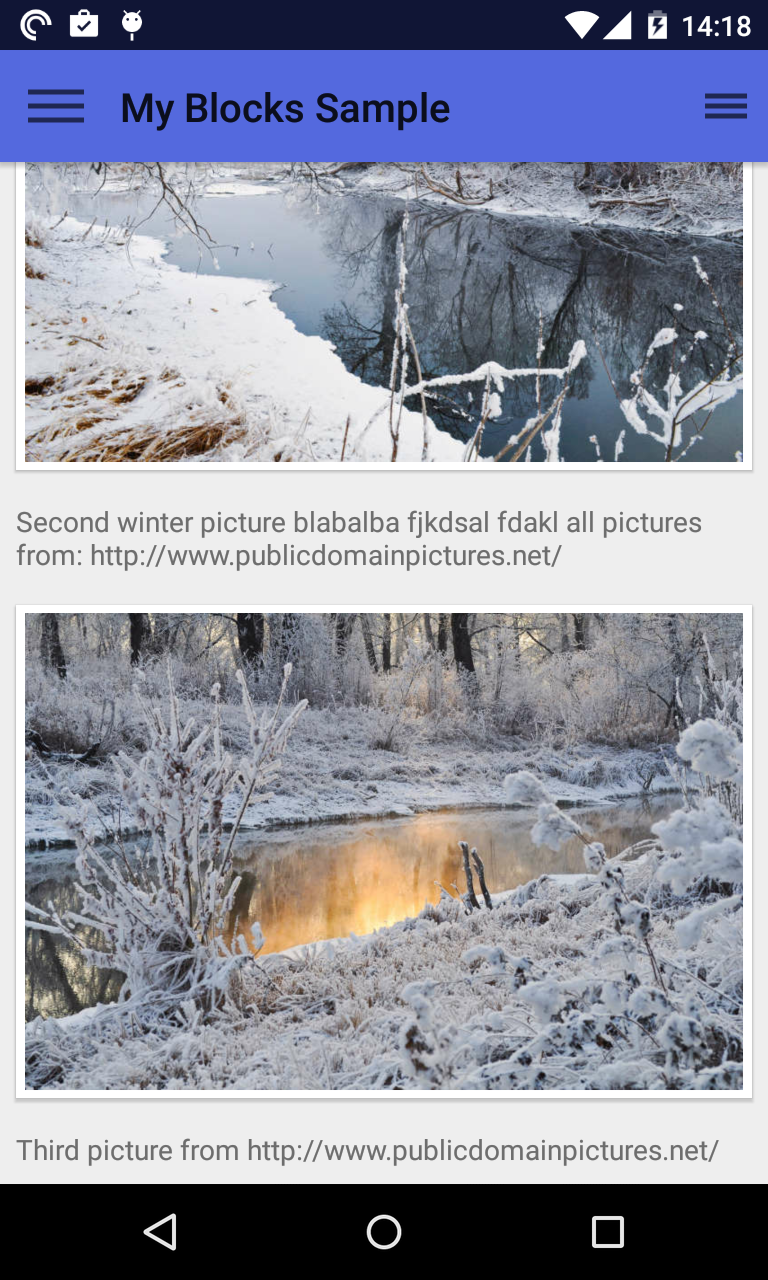 14:18
My Blocks Sample
Second winter picture blabalba fjkdsal fdakl all pictures
from: http://www.publicdomainpictures.net/
Third picture from http://www.publicdomainpictures.net/